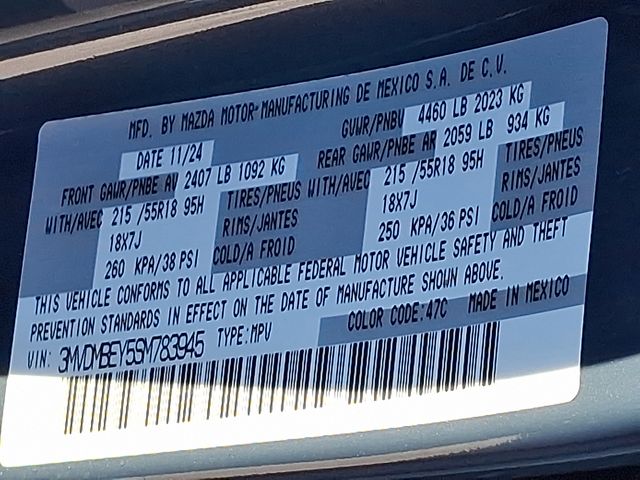 MFD. BY MAZDA MOTOR MANUFACTURING DE MEXICO S.A. DE C.V.
DATE 11/24 GVWR/PNBV 4460 LB 2023 KG
FRONT GAWR/PNBE AV 2407 LB 1092 KG REAR GAWR/PNBE AR 2059 LB 934 KG
WITH/AVEC 215 /55R18 95H TIRES/PNEUS WITH/AVEC 215 /55R18 95H TIRES/PNEUS
18X7J RIMS/JANTES 18X7J RIMS/JANTES
260 KPA/38 PSI COLD/A FROID 250 KPA/36 PSI COLD/A FROID
THIS VEHICLE CONFORMS TO ALL APPLICABLE FEDERAL MOTOR VEHICLE SAFETY AND THEFT
PREVENTION STANDARDS IN EFFECT ON THE DATE OF MANUFACTURE SHOWN ABOVE.
VIN: 3MVDMBEY5SM783945 TYPE:MPV COLOR CODE:47C MADE IN MEXICO